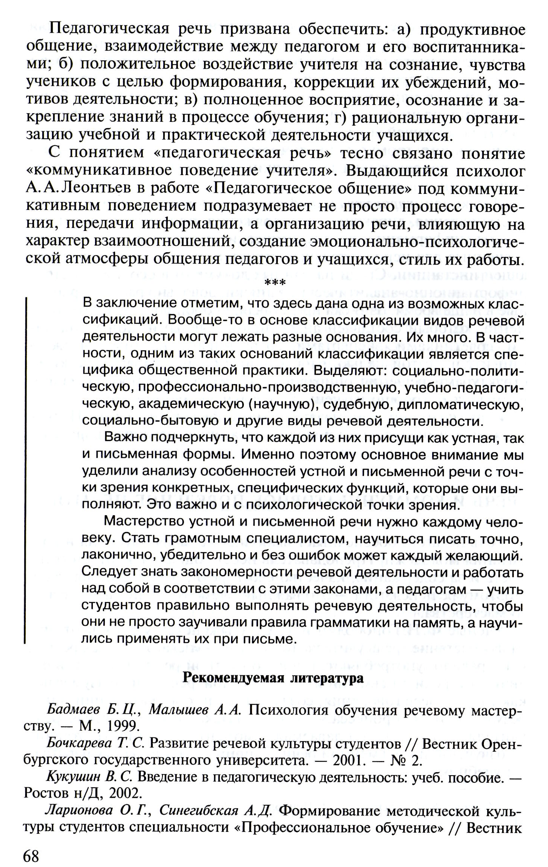 Педагогическая речь призвана обеспечить: а) продуктивное
общение, взаимодействие между педагогом и его воспитанника-
ми; б) положительное воздействие учителя на сознание, чувства
учеников с целью формирования, коррекции их убеждений, мо-
тивов деятельности; в) полноценное восприятие, осознание и за-
крепление знаний в процессе обучения; г) рациональную органи-
зацию учебной и практической деятельности учащихся.
С понятием «педагогическая речь» тесно связано понятие
«коммуникативное поведение учителя». Выдающийся психолог
А. А. Леонтьев в работе «Педагогическое общение» под коммуни-
кативным поведением подразумевает не просто процесс говоре-
ния, передачи информации, а организацию речи, влияющую на
характер взаимоотношений, создание эмоционально-психологиче-
ской атмосферы общения педагогов и учащихся, стиль их работы.
***
В заключение отметим, что здесь дана одна из возможных клас-
сификаций. Вообще-то в основе классификации видов речевой
деятельности могут лежать разные основания. Их много. В част-
ности, одним из таких оснований классификации является спе-
цифика общественной практики. Выделяют: социально-полити-
ческую, профессионально-производственную, учебно-педагоги-
ческую, академическую (научную), судебную, дипломатическую,
социально-бытовую и другие виды речевой деятельности.
Важно подчеркнуть, что каждой из них присущи как устная, так
и письменная формы. Именно поэтому основное внимание мы
уделили анализу особенностей устной и письменной речи с точ-
ки зрения конкретных, специфических функций, которые они вы-
полняют. Это важно и с психологической точки зрения.
Мастерство устной и письменной речи нужно каждому чело-
веку. Стать грамотным специалистом, научиться писать точно,
лаконично, убедительно и без ошибок может каждый желающий.
Следует знать закономерности речевой деятельности и работать
над собой в соответствии с этими законами, а педагогам — учить
студентов правильно выполнять речевую деятельность, чтобы
они не просто заучивали правила грамматики на память, а научи-
лись применять их при письме.
Рекомендуемая литература
Бадмаев Б. Ц., Малышев А. А. Психология обучения речевому мастер-
ству. — М., 1999.
Бочкарева Т. С. Развитие речевой культуры студентов // Вестник Орен-
бургского государственного университета. — 2001. — № 2.
Кукушин В. С. Введение в педагогическую деятельность: учеб. пособие. —
Ростов н/Д, 2002.
Ларионова О. Г., Синегибская А. Д. Формирование методической куль-
туры студентов специальности «Профессиональное обучение» // Вестник
68